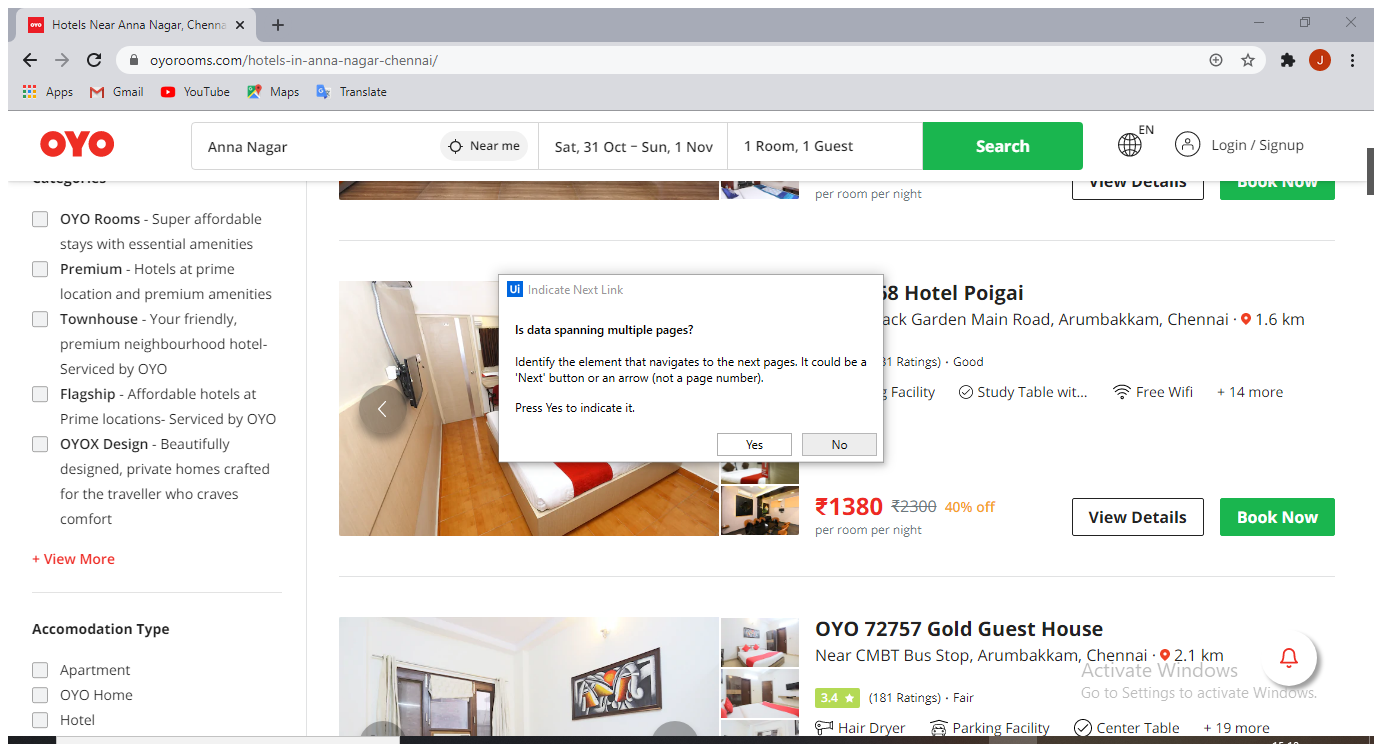 OYO Hotels Near Anna Nagar, Chenna
oyorooms.com/hotels-in-anna-nagar-chennai/
J
Apps Gmail YouTube Maps Translate
OYO
Anna Nagar
Near me
Sat, 31 Oct – Sun, 1 Nov
1 Room, 1 Guest
Search
EN
Login / Signup
Categories
OYO Rooms - Super affordable
stays with essential amenities
Premium - Hotels at prime
location and premium amenities
Townhouse - Your friendly,
premium neighbourhood hotel-
Serviced by OYO
Flagship - Affordable hotels at
Prime locations- Serviced by OYO
OYOX Design - Beautifully
designed, private homes crafted
for the traveller who craves
comfort
+ View More
Accomodation Type
Apartment
OYO Home
Hotel
per room per night
View Details
Book Now
Ui Indicate Next Link
Is data spanning multiple pages?
Identify the element that navigates to the next pages. It could be a
'Next' button or an arrow (not a page number).
Press Yes to indicate it.
Yes No
68 Hotel Poigai
ack Garden Main Road, Arumbakkam, Chennai · 1.6 km
31 Ratings) · Good
g Facility Study Table wit... Free Wifi + 14 more
₹1380 ₹2300 40% off
per room per night
View Details
Book Now
OYO 72757 Gold Guest House
Near CMBT Bus Stop, Arumbakkam, Chennai · 2.1 km
3.4 (181 Ratings) · Fair
Hair Dryer Parking Facility Center Table + 19 more
Activate Windows
Go to Settings to activate Windows.